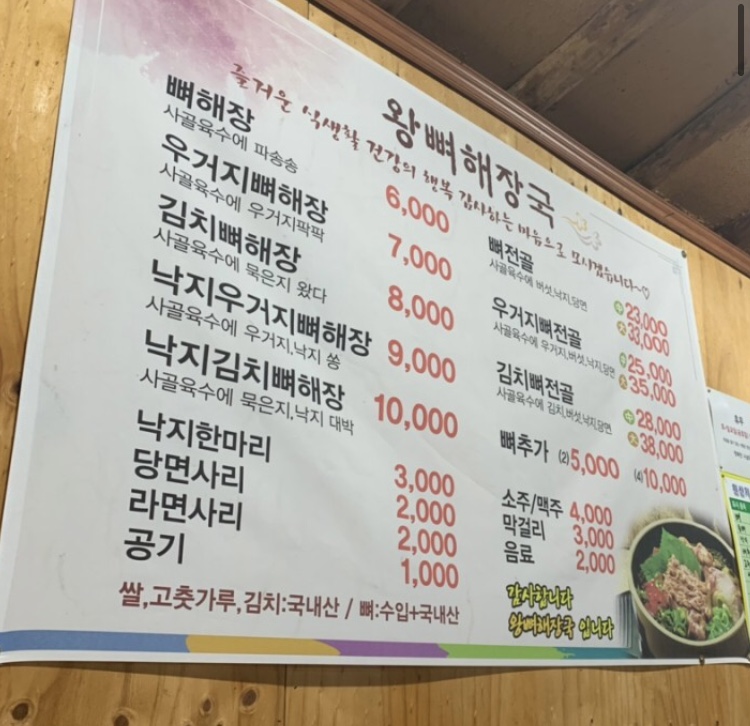 왕뼈해장국
즐거운 식생활 건강의 행복 감사하는 마음으로 모시겠습니다~♡
뼈해장
사골육수에 파송송
6,000
우거지뼈해장
사골육수에 우거지팍팍
7,000
김치뼈해장
사골육수에 묵은지 왔다
8,000
낙지우거지뼈해장
사골육수에 우거지,낙지 쏭
9,000
낙지김치뼈해장
사골육수에 묵은지,낙지 대박
10,000
낙지한마리 3,000
당면사리 2,000
라면사리 2,000
공기 1,000
쌀,고춧가루,김치:국내산 / 뼈:수입+국내산
뼈전골
사골육수에 버섯,낙지,당면
中 23,000
大 33,000
우거지뼈전골
사골육수에 우거지,버섯,낙지,당면
中 25,000
大 35,000
김치뼈전골
사골육수에 김치,버섯,낙지,당면
中 28,000
大 38,000
뼈추가 (2)5,000 (4)10,000
소주/맥주 4,000
막걸리 3,000
음료 2,000
감사합니다
왕뼈해장국 입니다